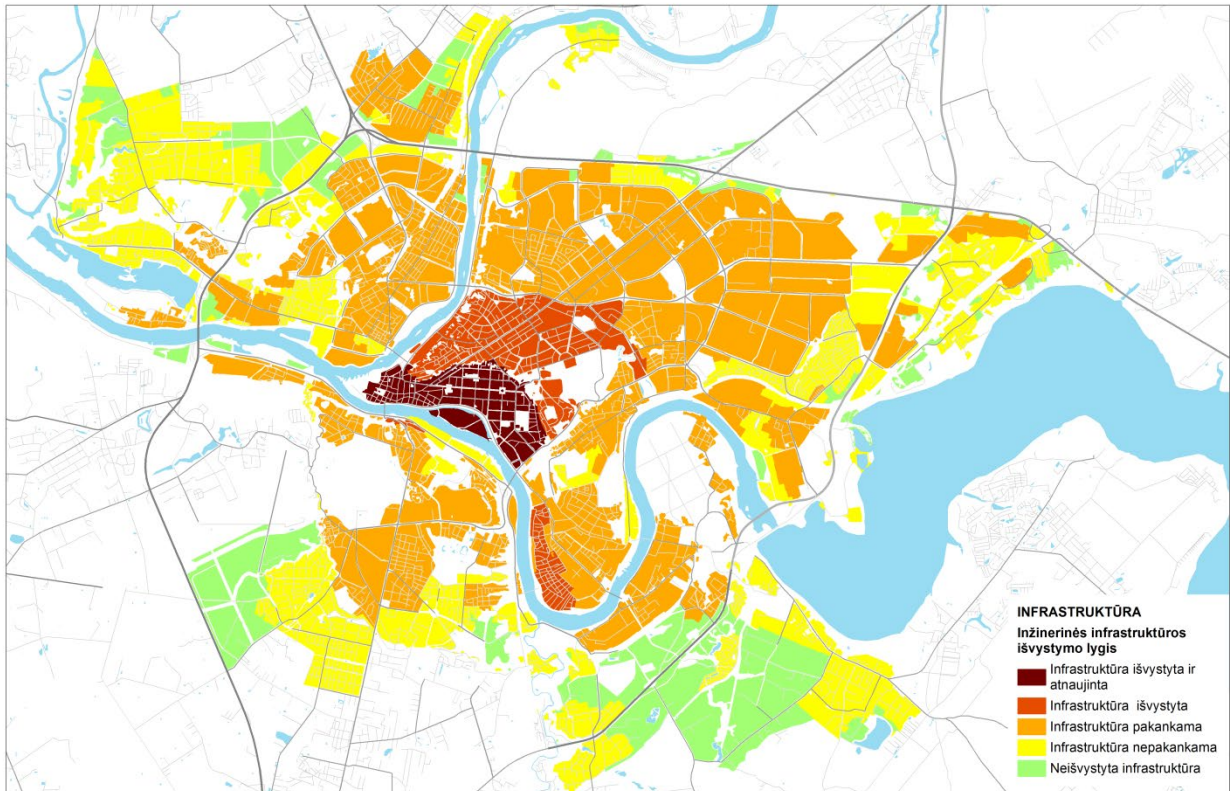 INFRASTRUKTŪRA
Inžinerinės infrastruktūros
išvystymo lygis
Infrastruktūra išvystyta ir
atnaujinta
Infrastruktūra išvystyta
Infrastruktūra pakankama
Infrastruktūra nepakankama
Neišvystyta infrastruktūra